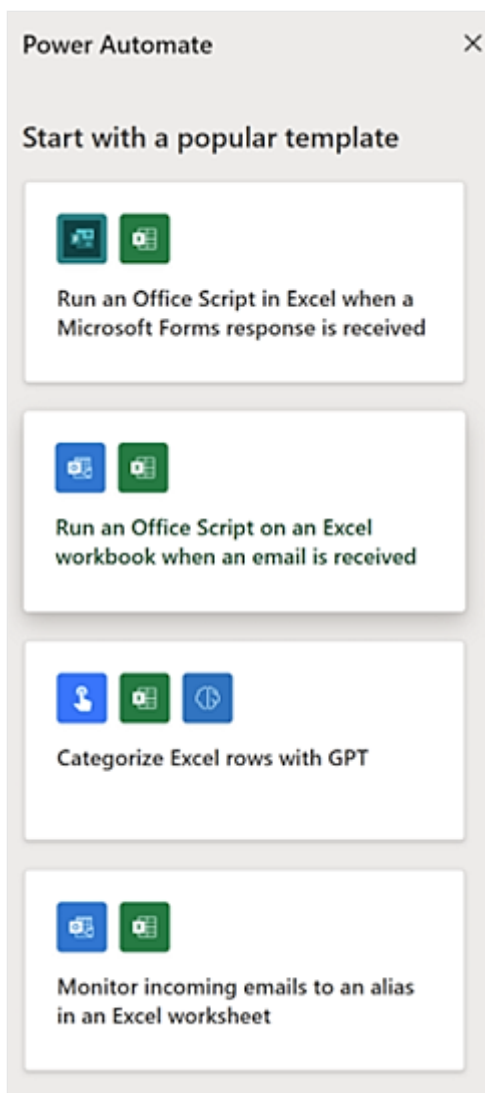 Power Automate
Start with a popular template
Run an Office Script in Excel when a
Microsoft Forms response is received
Run an Office Script on an Excel
workbook when an email is received
Categorize Excel rows with GPT
Monitor incoming emails to an alias
in an Excel worksheet